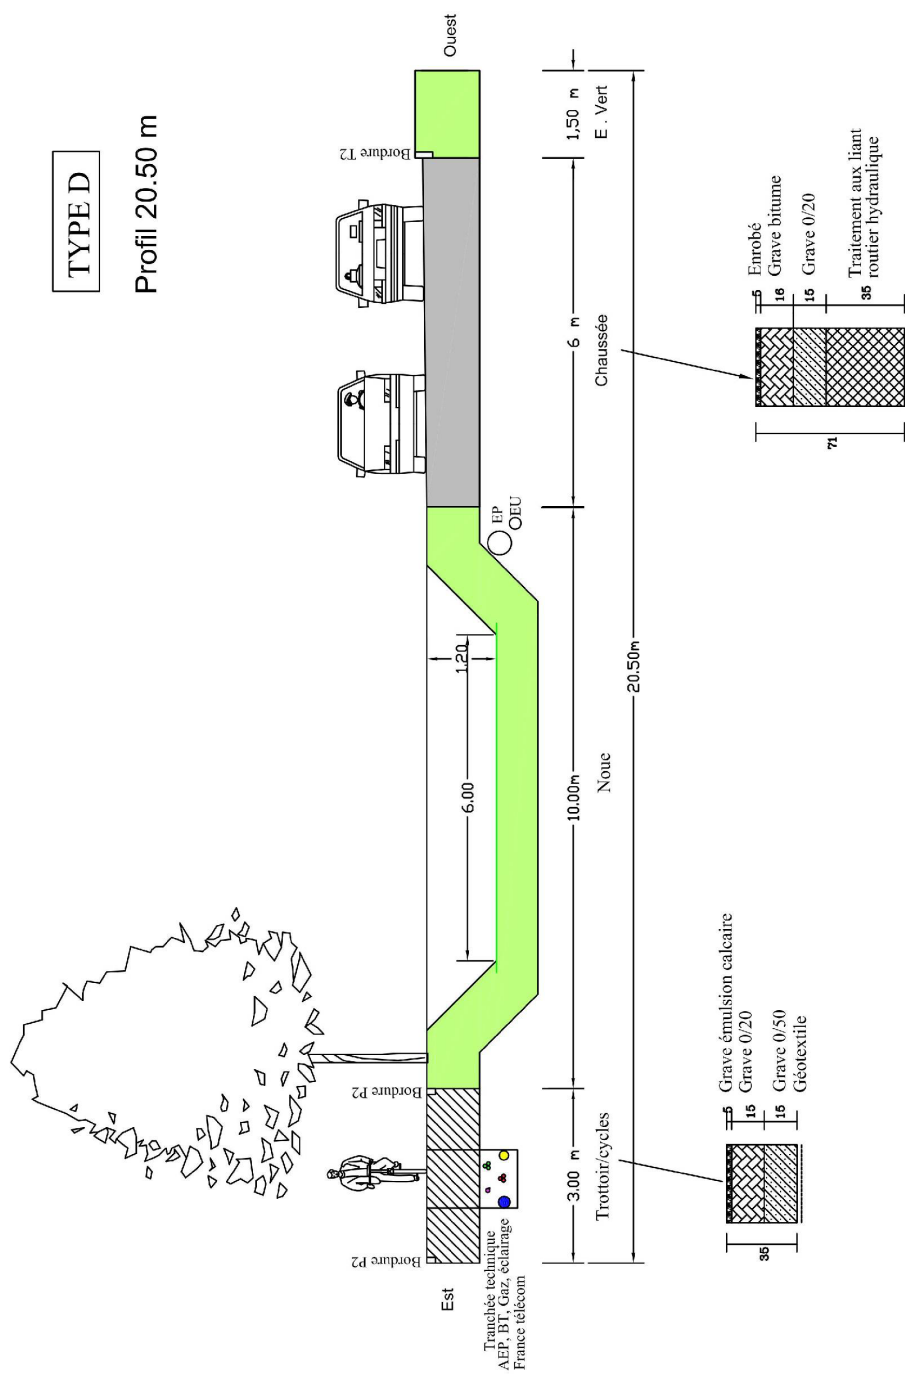 TYPE D
Profil 20.50 m
Bordure P2
Bordure P2
Bordure T2
Est
Ouest
1,20
6.00
EP
EU
Tranchée technique
AEP, BT, Gaz, éclairage
France télécom
3.00 m
10.00m
6 m
1,50 m
Trottoir/cycles
Noue
Chaussée
E . Vert
20.50m
35
5
15
15
Grave émulsion calcaire
Grave 0/20
Grave 0/50
Géotextile
71
5
16
15
35
Enrobé
Grave bitume
Grave 0/20
Traitement aux liant
routier hydraulique